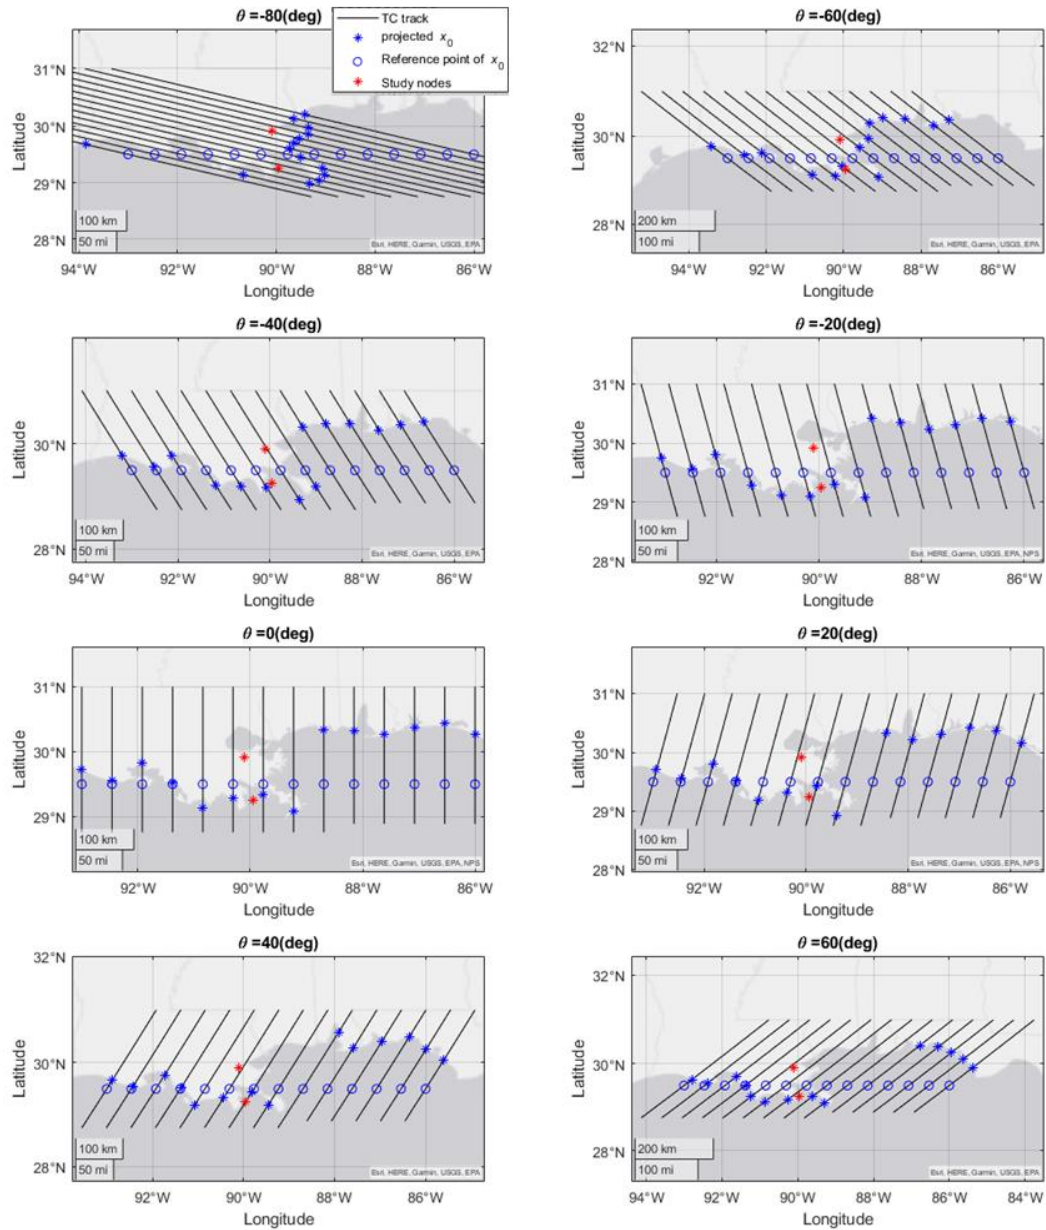 θ =-80(deg)
TC track
projected x0
Reference point of x0
Study nodes
31°N
30°N
29°N
28°N
Latitude
100 km
50 mi
Esri, HERE, Garmin, USGS, EPA
94°W 92°W 90°W 88°W 86°W
Longitude
θ =-60(deg)
32°N
30°N
28°N
Latitude
200 km
100 mi
Esri, HERE, Garmin, USGS, EPA
94°W 92°W 90°W 88°W 86°W
Longitude
θ =-40(deg)
30°N
28°N
Latitude
100 km
50 mi
Esri, HERE, Garmin, USGS, EPA
94°W 92°W 90°W 88°W 86°W
Longitude
θ =-20(deg)
31°N
30°N
29°N
28°N
Latitude
100 km
50 mi
Esri, HERE, Garmin, USGS, EPA, NPS
92°W 90°W 88°W 86°W
Longitude
θ =0(deg)
31°N
30°N
29°N
Latitude
100 km
50 mi
Esri, HERE, Garmin, USGS, EPA, NPS
92°W 90°W 88°W 86°W
Longitude
θ =20(deg)
31°N
30°N
29°N
28°N
Latitude
100 km
50 mi
Esri, HERE, Garmin, USGS, EPA, NPS
92°W 90°W 88°W 86°W
Longitude
θ =40(deg)
32°N
30°N
28°N
Latitude
100 km
50 mi
Esri, HERE, Garmin, USGS, EPA
92°W 90°W 88°W 86°W
Longitude
θ =60(deg)
32°N
30°N
28°N
Latitude
200 km
100 mi
Esri, HERE, Garmin, USGS, EPA
94°W 92°W 90°W 88°W 86°W 84°W
Longitude